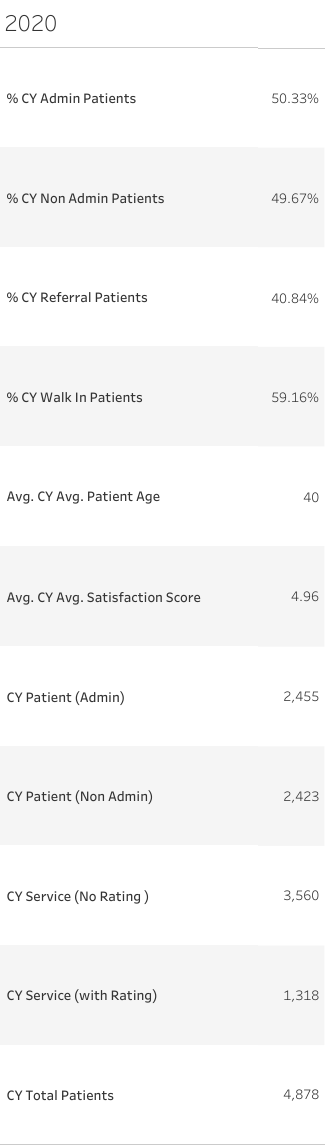 2020
% CY Admin Patients 50.33%
% CY Non Admin Patients 49.67%
% CY Referral Patients 40.84%
% CY Walk In Patients 59.16%
Avg. CY Avg. Patient Age 40
Avg. CY Avg. Satisfaction Score 4.96
CY Patient (Admin) 2,455
CY Patient (Non Admin) 2,423
CY Service (No Rating ) 3,560
CY Service (with Rating) 1,318
CY Total Patients 4,878